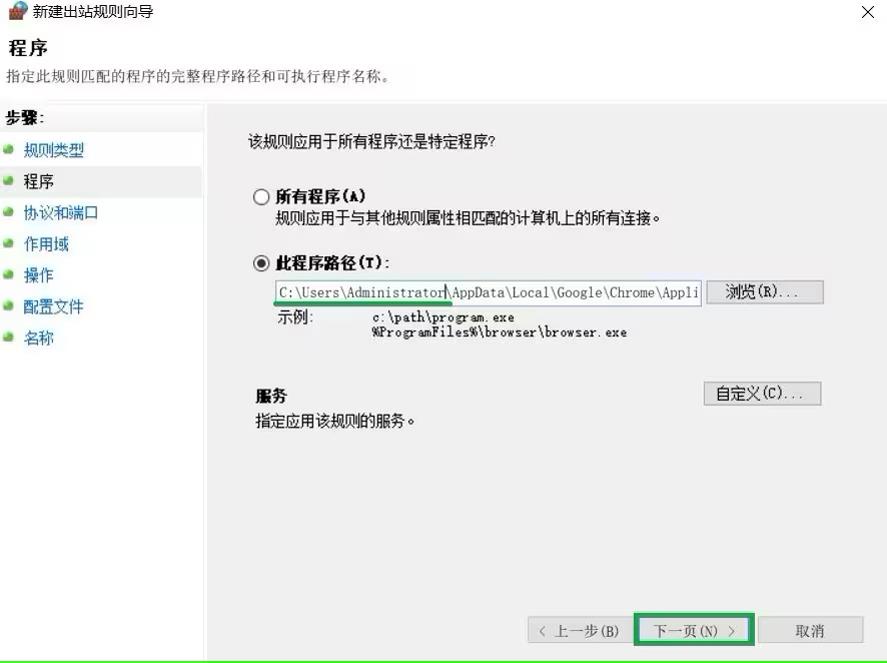 新建出站规则向导
程序
指定此规则匹配的程序的完整程序路径和可执行程序名称。
步骤:
规则类型
程序
协议和端口
作用域
操作
配置文件
名称
该规则应用于所有程序还是特定程序?
所有程序(A)
规则应用于与其他规则属性相匹配的计算机上的所有连接。
此程序路径(T):
C:\Users\Administrator\AppData\Local\Google\Chrome\Appli
浏览(R)...
示例: c:\path\program.exe
%ProgramFiles%\browser\browser.exe
服务
指定应用该规则的服务。
自定义(C)...
< 上一步(B)
下一页(N) >
取消